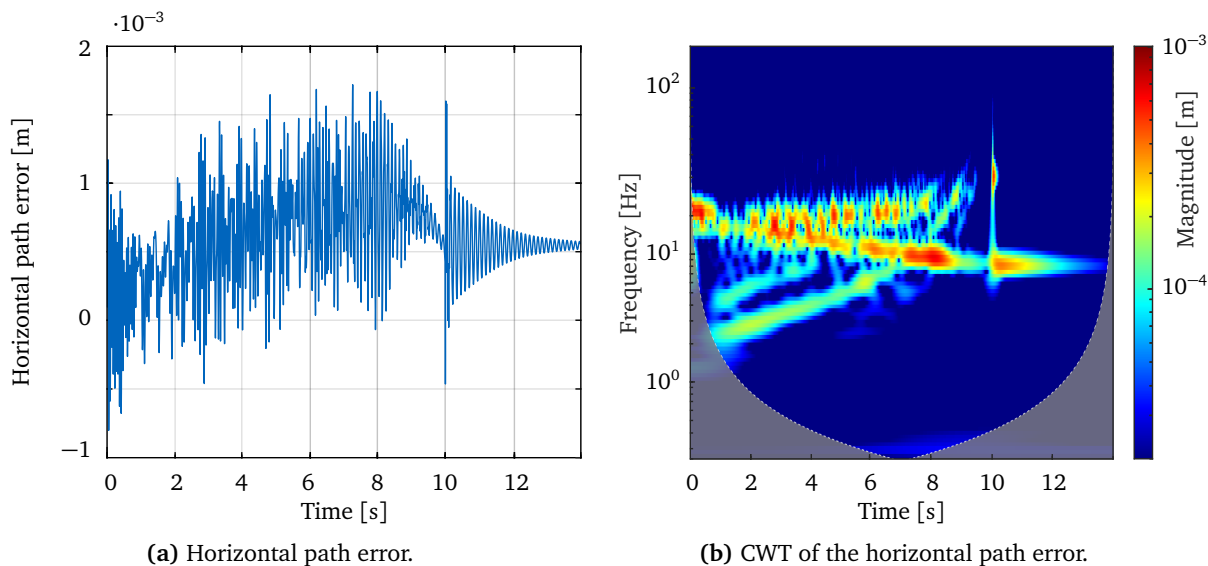 ·10⁻³
2
1
0
−1
Horizontal path error [m]
0 2 4 6 8 10 12
Time [s]
(a) Horizontal path error.
10²
10¹
10⁰
Frequency [Hz]
0 2 4 6 8 10 12
Time [s]
10⁻³
10⁻⁴
Magnitude [m]
(b) CWT of the horizontal path error.